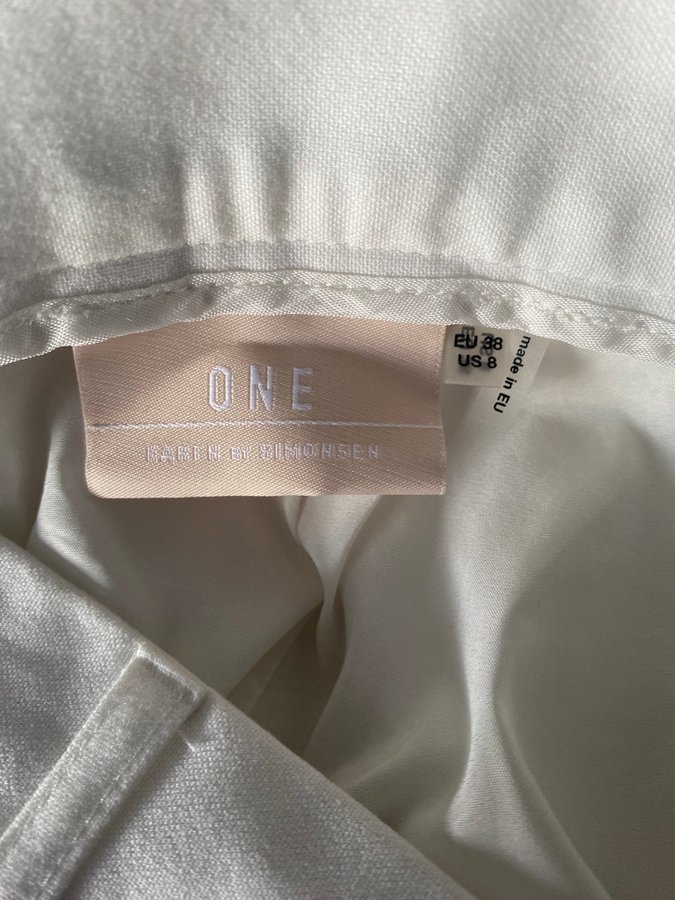 ONE
KAREN BY SIMONSEN
EU 38
US 8
made in EU